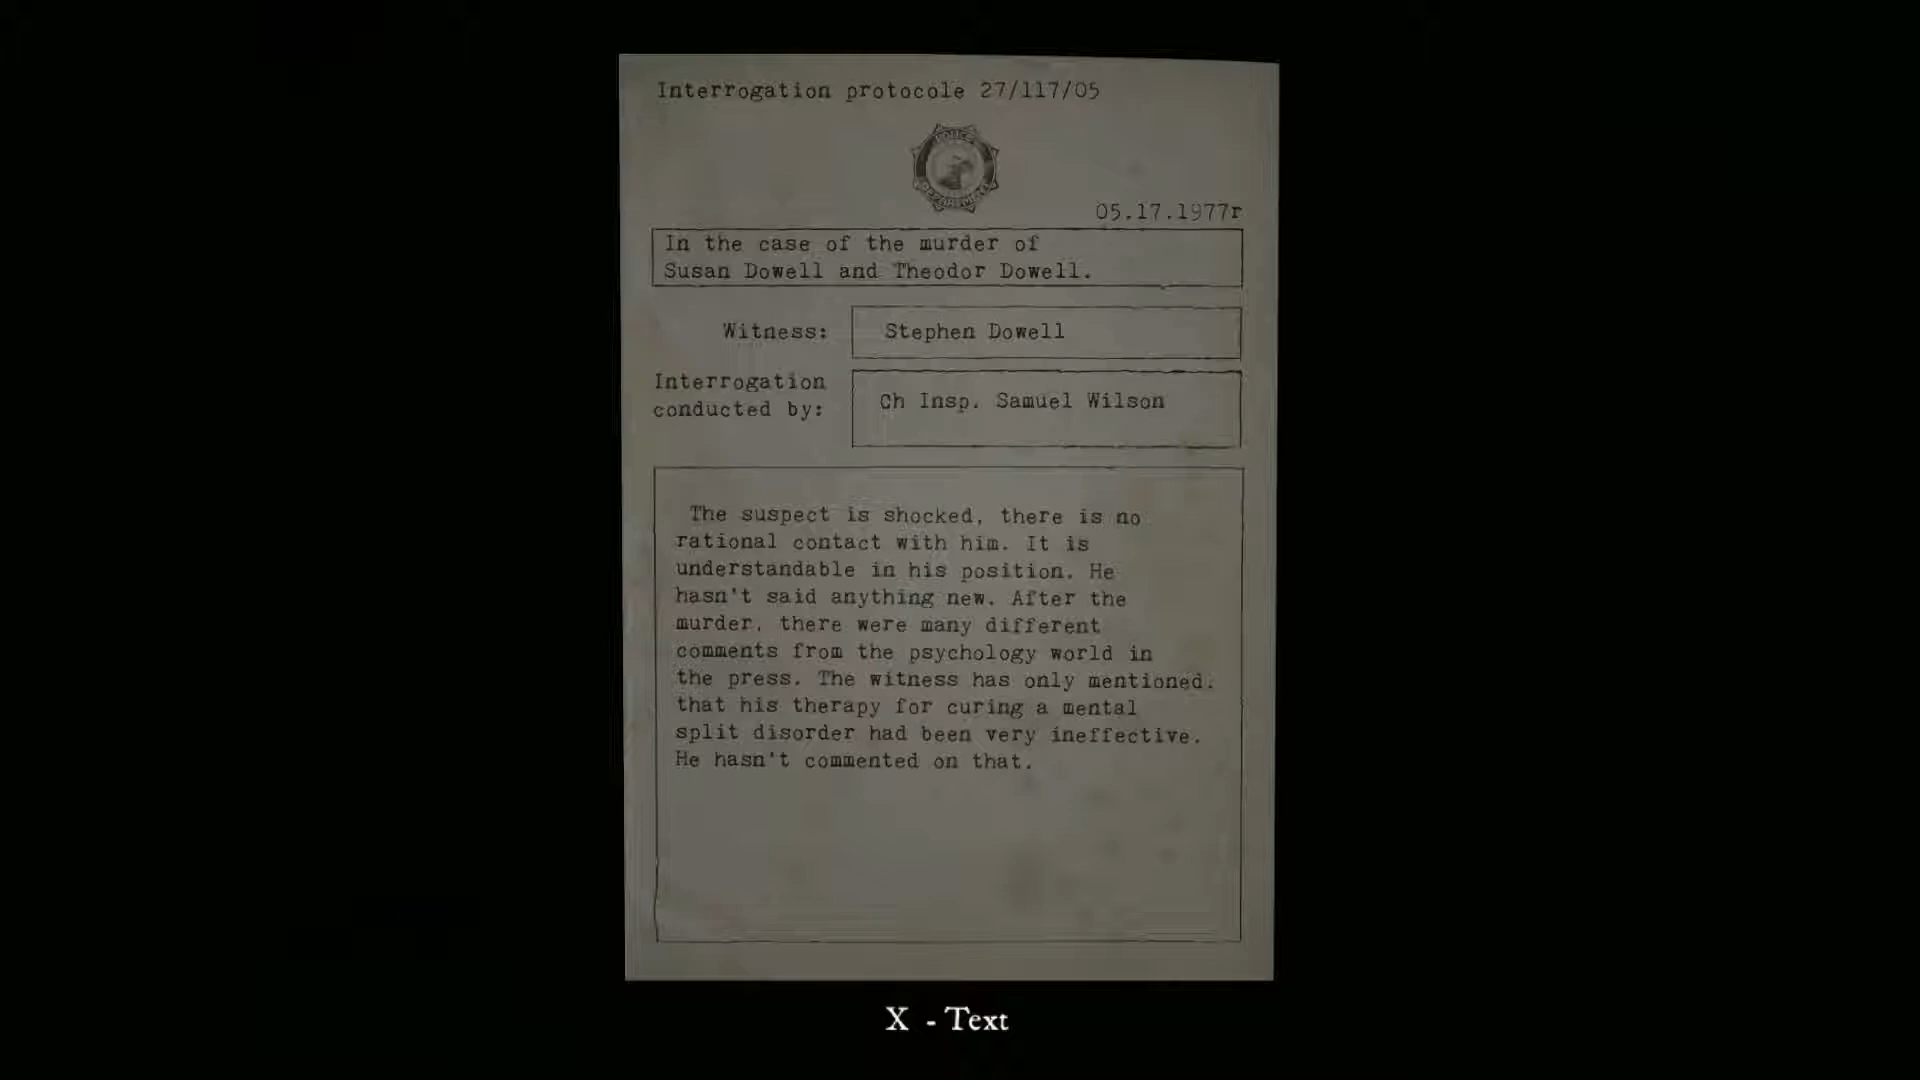 Interrogation protocole 27/117/05
POLICE
DEPARTMENT
05.17.1977r
In the case of the murder of
Susan Dowell and Theodor Dowell.
Witness:
Stephen Dowell
Interrogation
conducted by:
Ch Insp. Samuel Wilson
The suspect is shocked, there is no
rational contact with him. It is
understandable in his position. He
hasn't said anything new. After the
murder, there were many different
comments from the psychology world in
the press. The witness has only mentioned.
that his therapy for curing a mental
split disorder had been very ineffective.
He hasn't commented on that.
X - Text